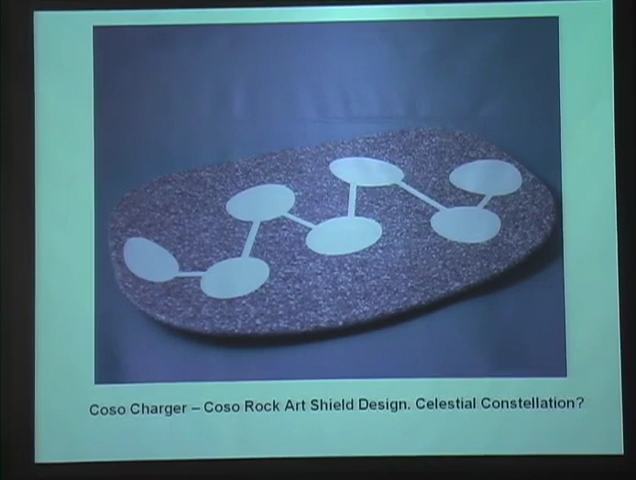 Coso Charger – Coso Rock Art Shield Design. Celestial Constellation?